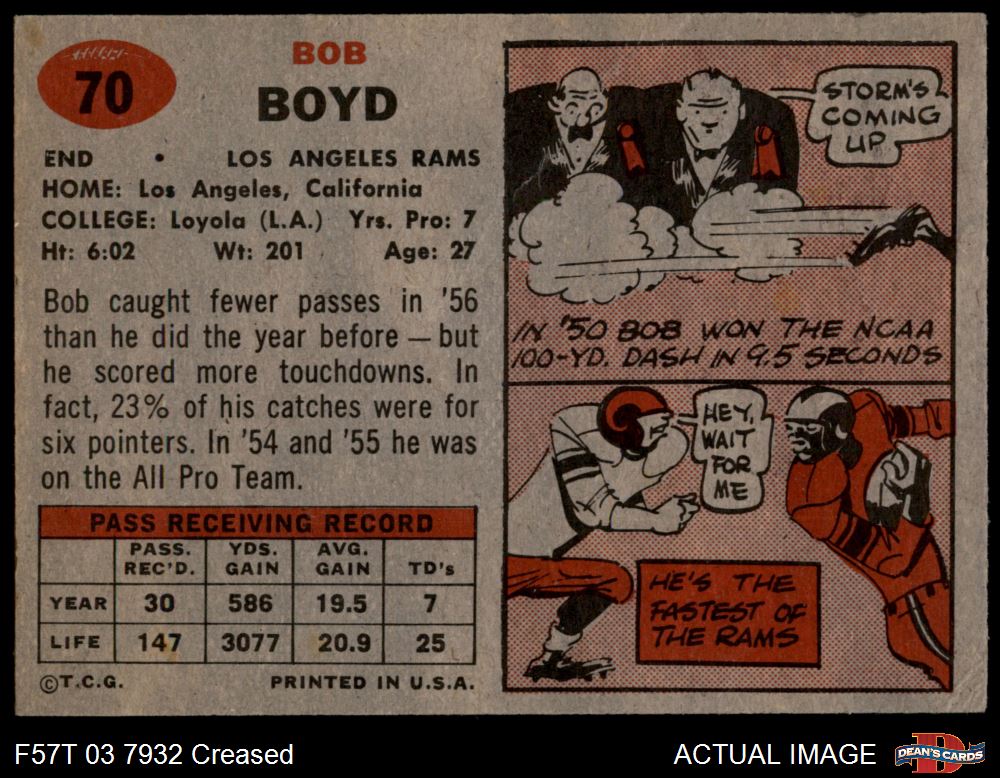 70
BOB
BOYD
END • LOS ANGELES RAMS
HOME: Los Angeles, California
COLLEGE: Loyola (L.A.) Yrs. Pro: 7
Ht: 6:02 Wt: 201 Age: 27
Bob caught fewer passes in '56
than he did the year before — but
he scored more touchdowns. In
fact, 23% of his catches were for
six pointers. In '54 and '55 he was
on the All Pro Team.
PASS RECEIVING RECORD
PASS. REC'D. YDS. GAIN AVG. GAIN TD's
YEAR 30 586 19.5 7
LIFE 147 3077 20.9 25
©T.C.G. PRINTED IN U.S.A.
STORM'S
COMING
UP
IN '50 BOB WON THE NCAA
100-YD. DASH IN 9.5 SECONDS
HEY,
WAIT
FOR
ME
HE'S THE
FASTEST OF
THE RAMS
F57T 03 7932 Creased
ACTUAL IMAGE
DEAN'S CARDS